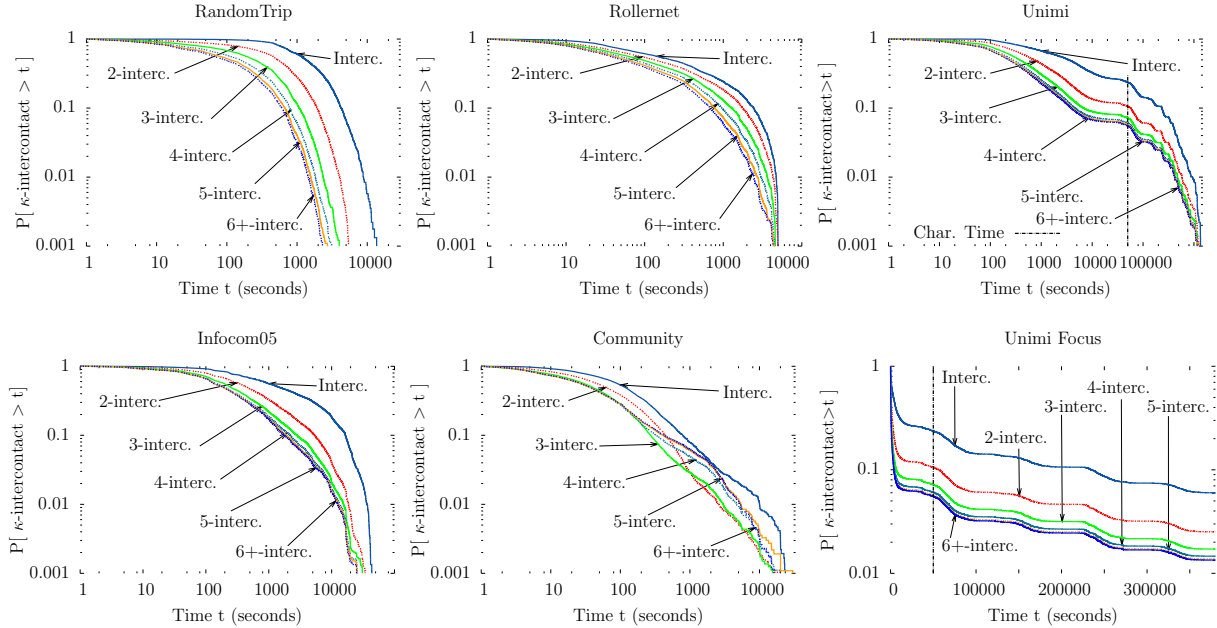 RandomTrip
P[ κ-intercontact > t ]
1
0.1
0.01
0.001
Interc.
2-interc.
3-interc.
4-interc.
5-interc.
6+-interc.
1 10 100 1000 10000
Time t (seconds)
Rollernet
P[ κ-intercontact > t ]
1
0.1
0.01
0.001
Interc.
2-interc.
3-interc.
4-interc.
5-interc.
6+-interc.
1 10 100 1000 10000
Time t (seconds)
Unimi
P[ κ-intercontact>t]
1
0.1
0.01
0.001
Interc.
2-interc.
3-interc.
4-interc.
5-interc.
6+-interc.
Char. Time
1 10 100 1000 10000 100000
Time t (seconds)
Infocom05
P[ κ-intercontact > t]
1
0.1
0.01
0.001
Interc.
2-interc.
3-interc.
4-interc.
5-interc.
6+-interc.
1 10 100 1000 10000
Time t (seconds)
Community
P[ κ-intercontact > t ]
1
0.1
0.01
0.001
Interc.
2-interc.
3-interc.
4-interc.
5-interc.
6+-interc.
1 10 100 1000 10000
Time t (seconds)
Unimi Focus
P[ κ-intercontact>t ]
1
0.1
0.01
Interc.
4-interc.
3-interc.
5-interc.
2-interc.
6+-interc.
0 100000 200000 300000
Time t (seconds)